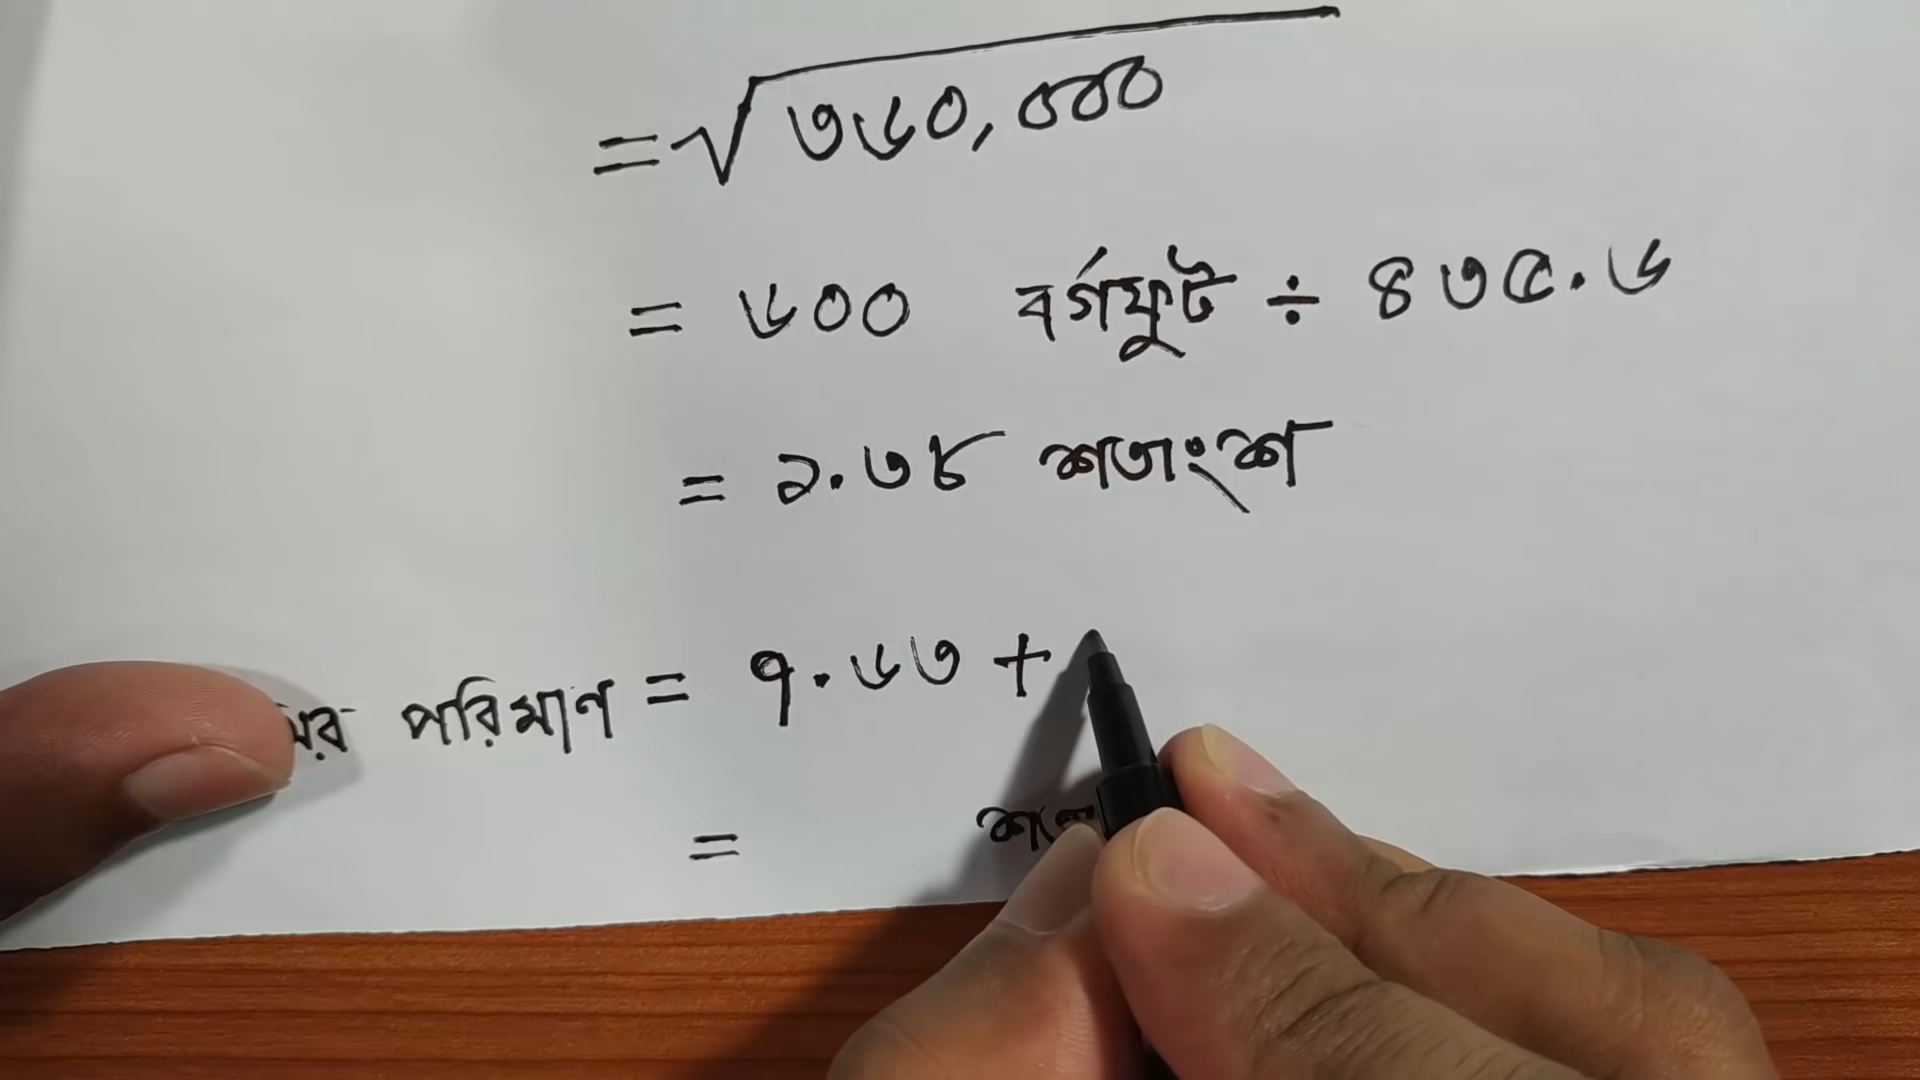 = √৩৬০,০০০
= ৬০০ বর্গফুট ÷ ৪৩৫.৬
= ১.৩৮ শতাংশ
পরিমাণ = ৭.৬৩ +
=